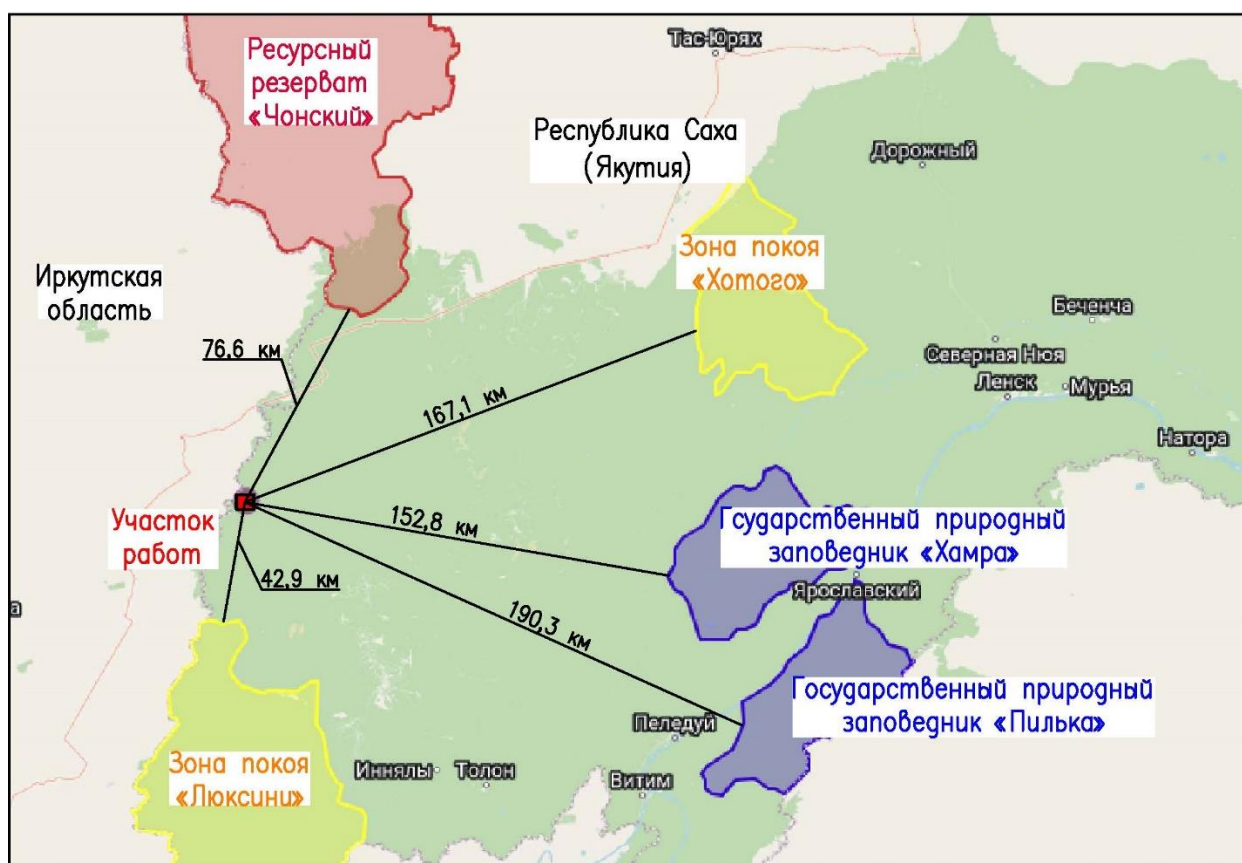 Ресурсный
резерват
«Чонский»
Тас-Юрях
Республика Саха
(Якутия)
Дорожный
Зона покоя
«Хотого»
Иркутская
область
76,6 км
167,1 км
Беченча
Северная Нюя
Ленск
Мурья
Натора
Участок
работ
152,8 км
42,9 км
190,3 км
Гсударственный природный
заповедник «Хамра»
Ярославский
а
Государственный природный
заповедник «Пилька»
Пеледуй
Иннялы
Толон
Витим
Зона покоя
«Люксини»